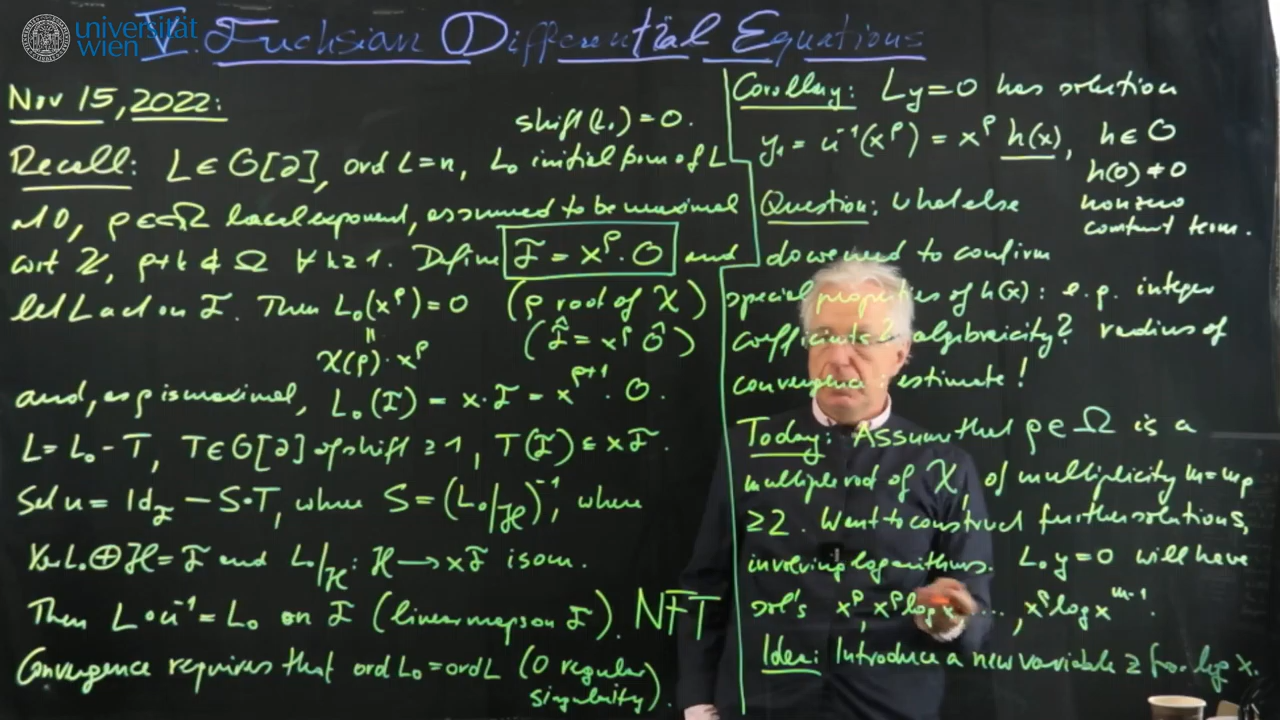 universität
wien
V. Fuchsian Differential Equations
Nov 15, 2022:
shift(L₀) = 0.
Recall: L ∈ O[∂], ord L = n, L₀ initial form of L
at 0, ρ ∈ Ω local exponent, assumed to be maximal
wrt ℤ, ρ+k ∉ Ω ∀ k ≥ 1. Define F = x^ρ · O and
let L act on F. Then L₀(x^ρ) = 0 (ρ root of χ)
= χ(ρ) · x^ρ (F̂ = x^ρ Ô)
and, as ρ is maximal, L₀(F) = x · F = x^{ρ+1} · O.
L = L₀ - T, T ∈ O[∂] of shift ≥ 1, T(F) ⊆ xF.
Set u = Id_F - S∘T, where S = (L₀|_H)^{-1}, where
Ker L₀ ⊕ H = F and L₀|_H : H → xF isom.
Then L∘u^{-1} = L₀ on F (linear maps on F). NFT
Convergence requires that ord L₀ = ord L (0 regular
singularity).
Corollary: Ly = 0 has solution
y₁ = u^{-1}(x^ρ) = x^ρ h(x), h ∈ O
h(0) ≠ 0
nonzero
constant term.
Question: What else
do we need to confirm
special properties of h(x): e.g. integer
coefficients? algebraicity? radius of
convergence: estimate!
Today: Assume that ρ ∈ Ω is a
multiple root of χ, of multiplicity m = m_ρ
≥ 2. Want to construct further solutions,
involving logarithms. L₀y = 0 will have
sol's x^ρ, x^ρ log x, ..., x^ρ log x^{m-1}.
Idea: Introduce a new variable z for log x.